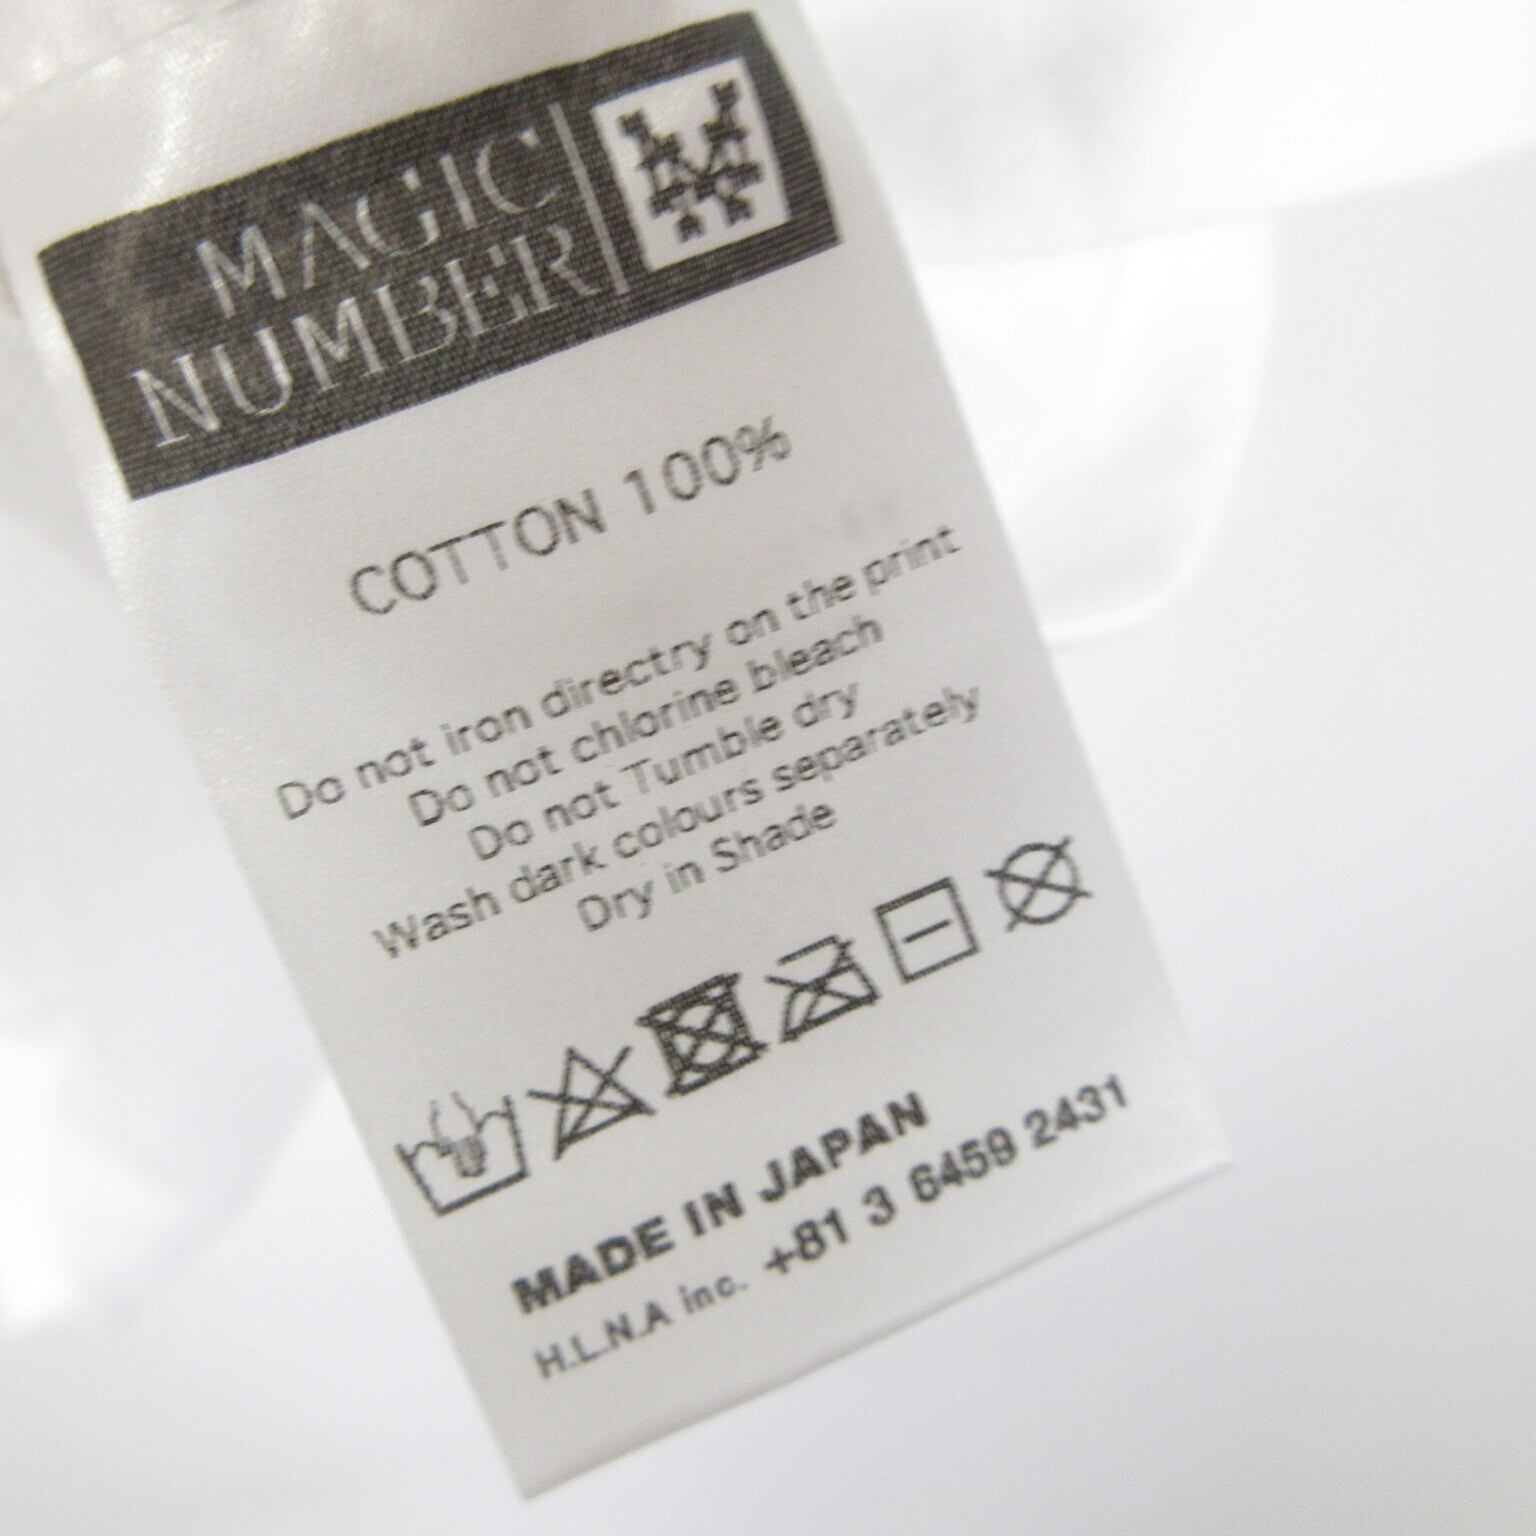 MAGIC
NUMBER
COTTON 100%
Do not iron directry on the print
Do not chlorine bleach
Do not Tumble dry
Wash dark colours separately
Dry in Shade
MADE IN JAPAN
H.L.N.A inc. +81 3 6459 2431